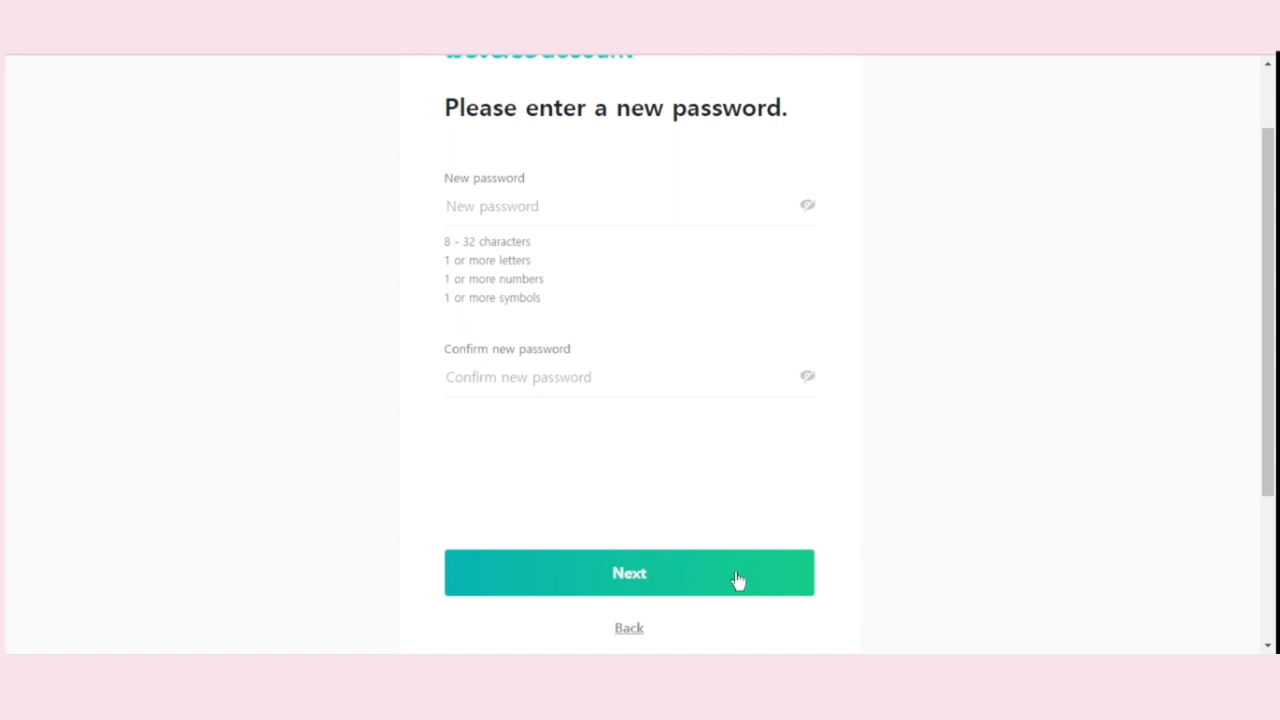 account
Please enter a new password.
New password
New password
8 - 32 characters
1 or more letters
1 or more numbers
1 or more symbols
Confirm new password
Confirm new password
Next
Back